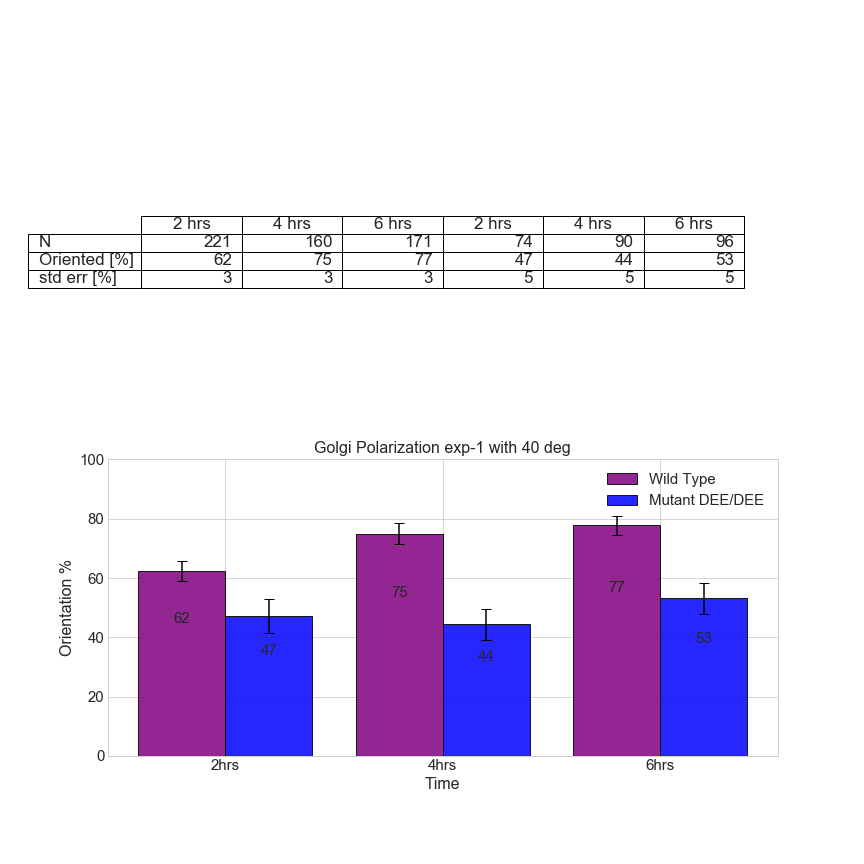 2 hrs 4 hrs 6 hrs 2 hrs 4 hrs 6 hrs
N 221 160 171 74 90 96
Oriented [%] 62 75 77 47 44 53
std err [%] 3 3 3 5 5 5
Golgi Polarization exp-1 with 40 deg
Wild Type
Mutant DEE/DEE
Orientation %
100
80
60
40
20
0
62
47
75
44
77
53
2hrs 4hrs 6hrs
Time